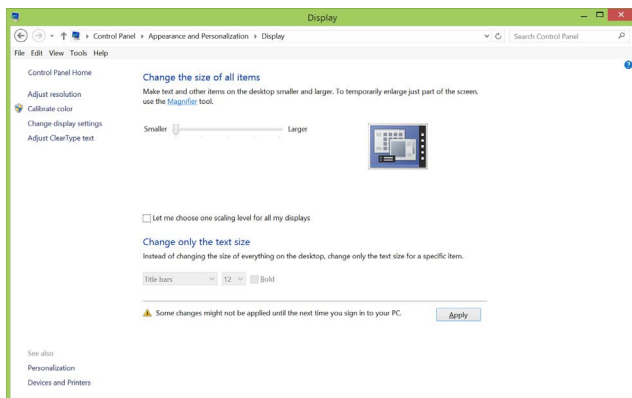 Display
Control Panel Appearance and Personalization Display
Search Control Panel
File Edit View Tools Help
Control Panel Home
Adjust resolution
Calibrate color
Change display settings
Adjust ClearType text
Change the size of all items
Make text and other items on the desktop smaller and larger. To temporarily enlarge just part of the screen,
use the Magnifier tool.
Smaller Larger
Let me choose one scaling level for all my displays
Change only the text size
Instead of changing the size of everything on the desktop, change only the text size for a specific item.
Title bars 12 Bold
Some changes might not be applied until the next time you sign in to your PC.
Apply
See also
Personalization
Devices and Printers